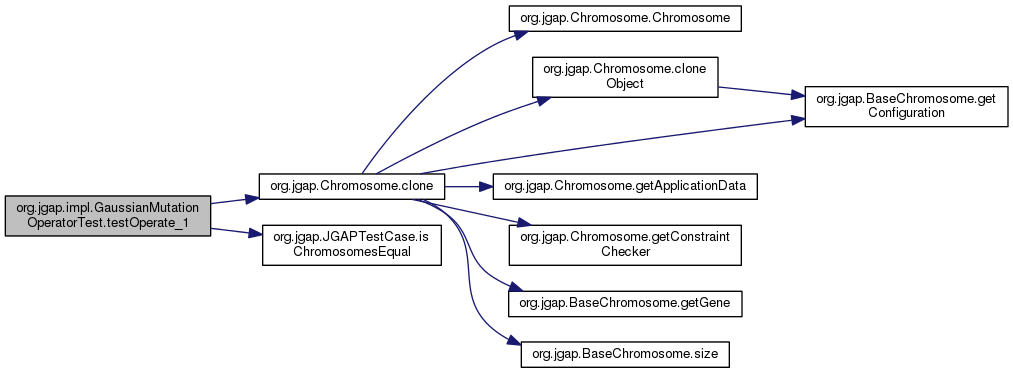 org.jgap.impl.GaussianMutation
OperatorTest.testOperate_1
org.jgap.Chromosome.clone
org.jgap.JGAPTestCase.is
ChromosomesEqual
org.jgap.Chromosome.Chromosome
org.jgap.Chromosome.clone
Object
org.jgap.BaseChromosome.get
Configuration
org.jgap.Chromosome.getApplicationData
org.jgap.Chromosome.getConstraint
Checker
org.jgap.BaseChromosome.getGene
org.jgap.BaseChromosome.size